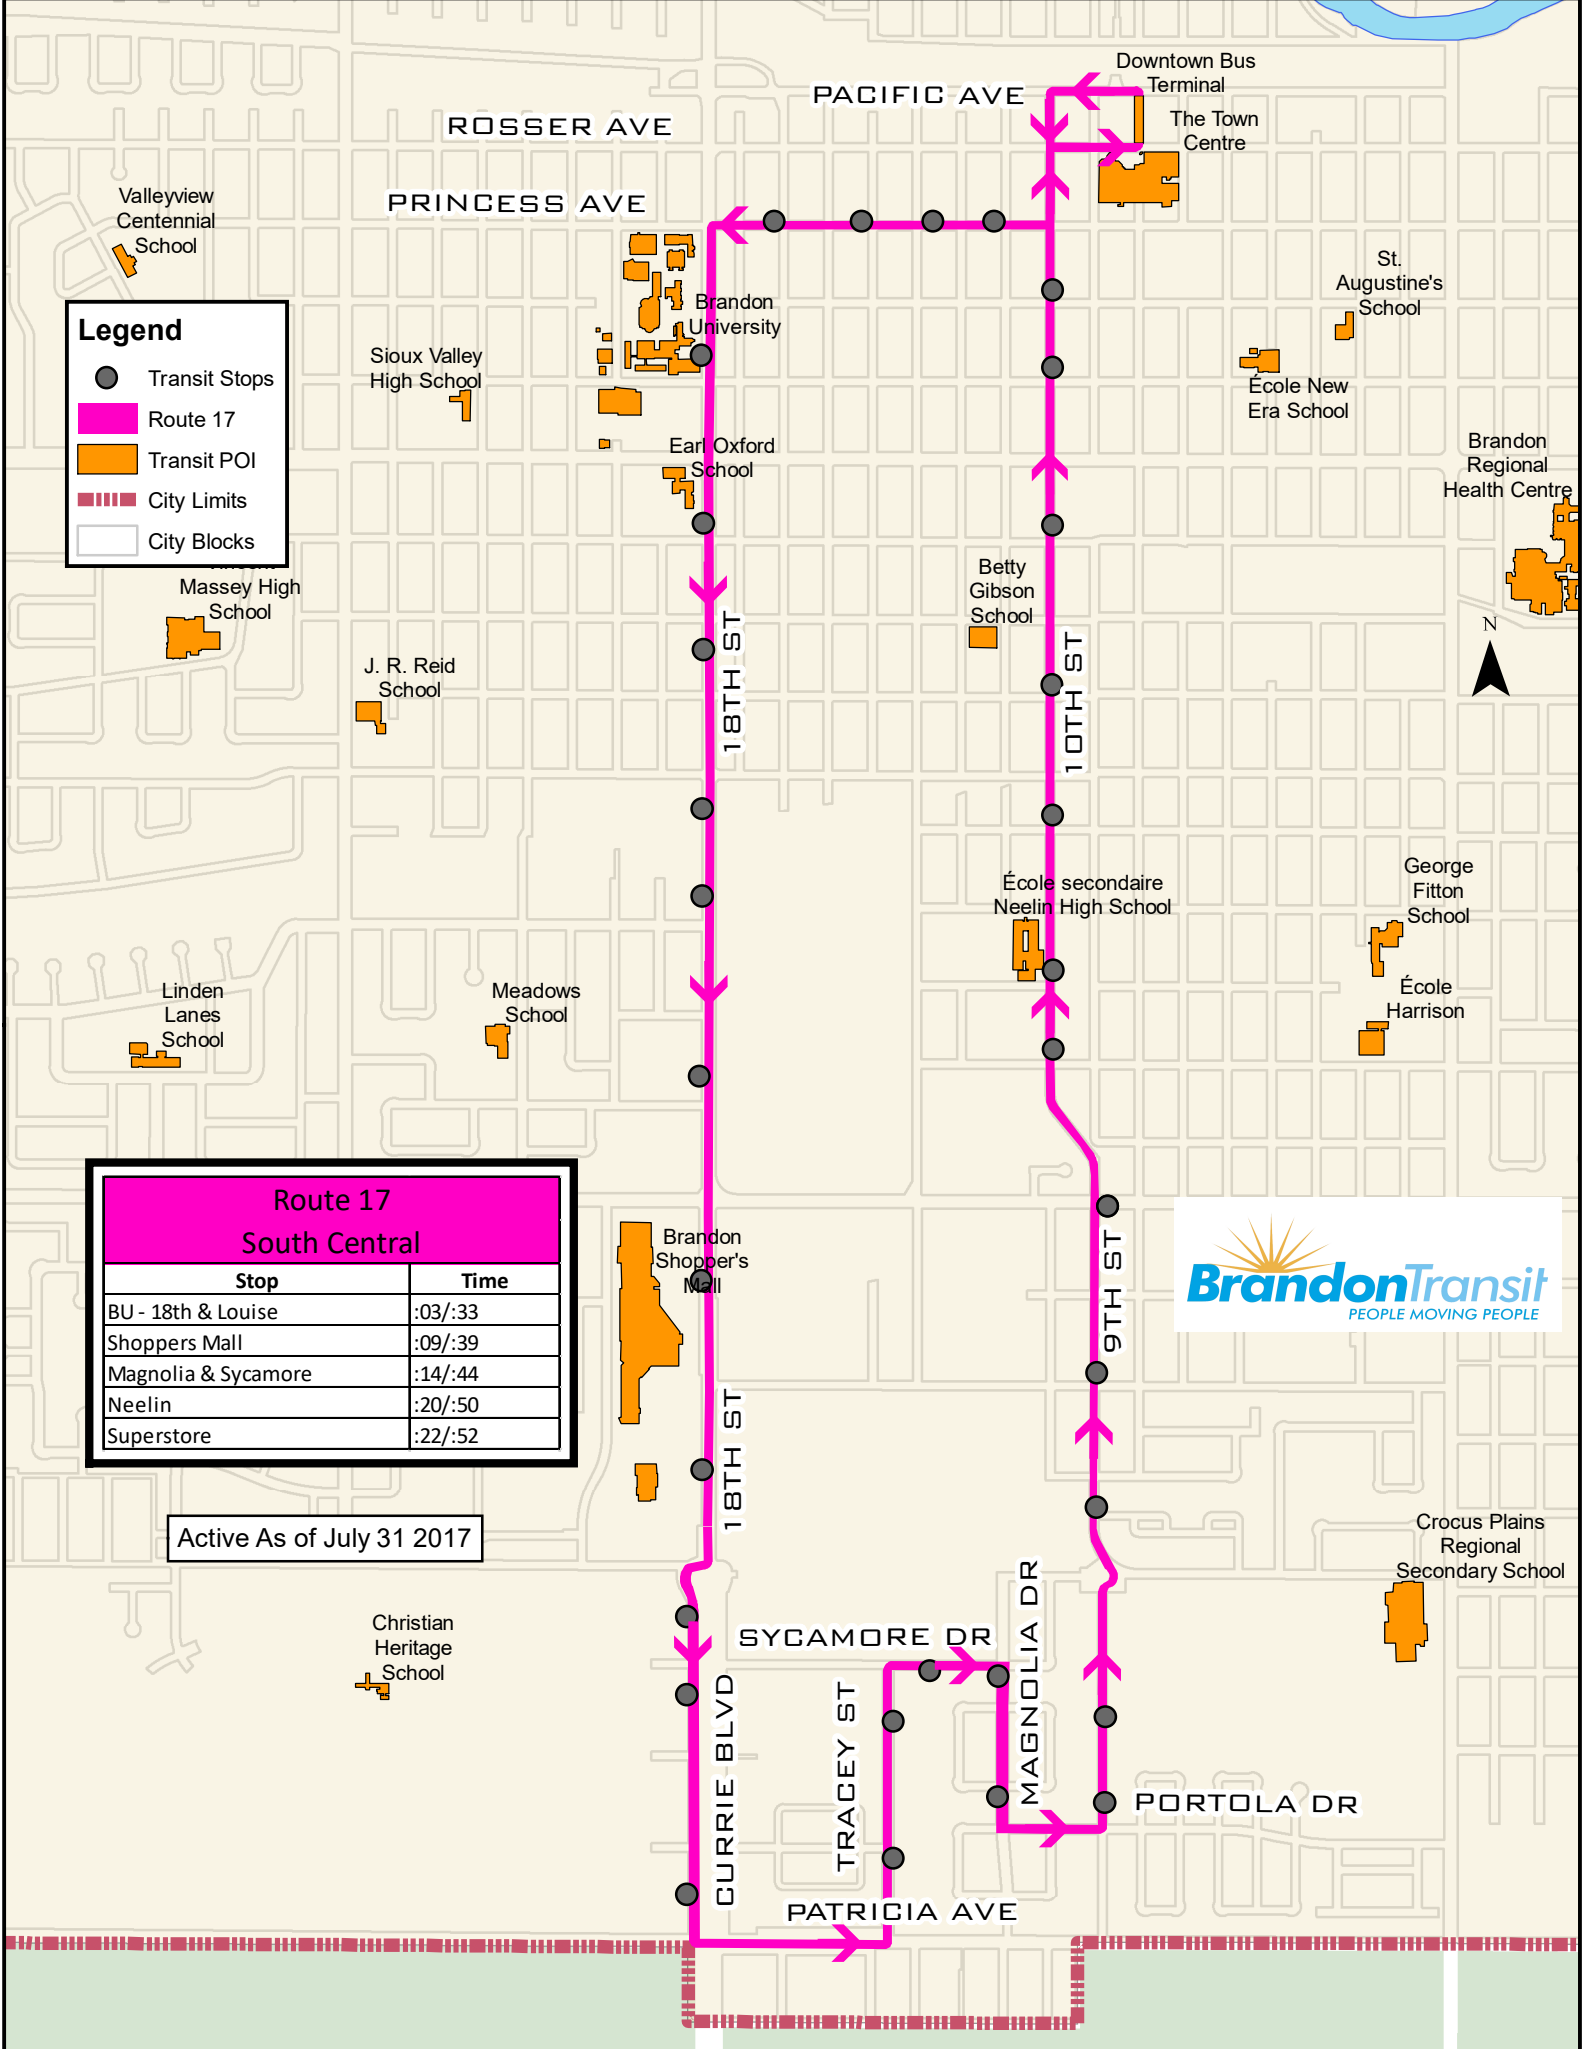 Downtown Bus
Terminal
PACIFIC AVE
The Town
Centre
ROSSER AVE
PRINCESS AVE
Valleyview
Centennial
School
St.
Augustine's
School
Legend
Transit Stops
Route 17
Transit POI
City Limits
City Blocks
Brandon
University
Sioux Valley
High School
École New
Era School
Earl Oxford
School
Brandon
Regional
Health Centre
Massey High
School
Betty
Gibson
School
N
18TH ST
10TH ST
J. R. Reid
School
École secondaire
Neelin High School
George
Fitton
School
Linden
Lanes
School
Meadows
School
École
Harrison
Route 17
South Central
Stop Time
BU - 18th & Louise :03/:33
Shoppers Mall :09/:39
Magnolia & Sycamore :14/:44
Neelin :20/:50
Superstore :22/:52
Brandon
Shopper's
Mall
9TH ST
BrandonTransit
PEOPLE MOVING PEOPLE
18TH ST
Active As of July 31 2017
Crocus Plains
Regional
Secondary School
Christian
Heritage
School
SYCAMORE DR
MAGNOLIA DR
CURRIE BLVD
TRACEY ST
PORTOLA DR
PATRICIA AVE